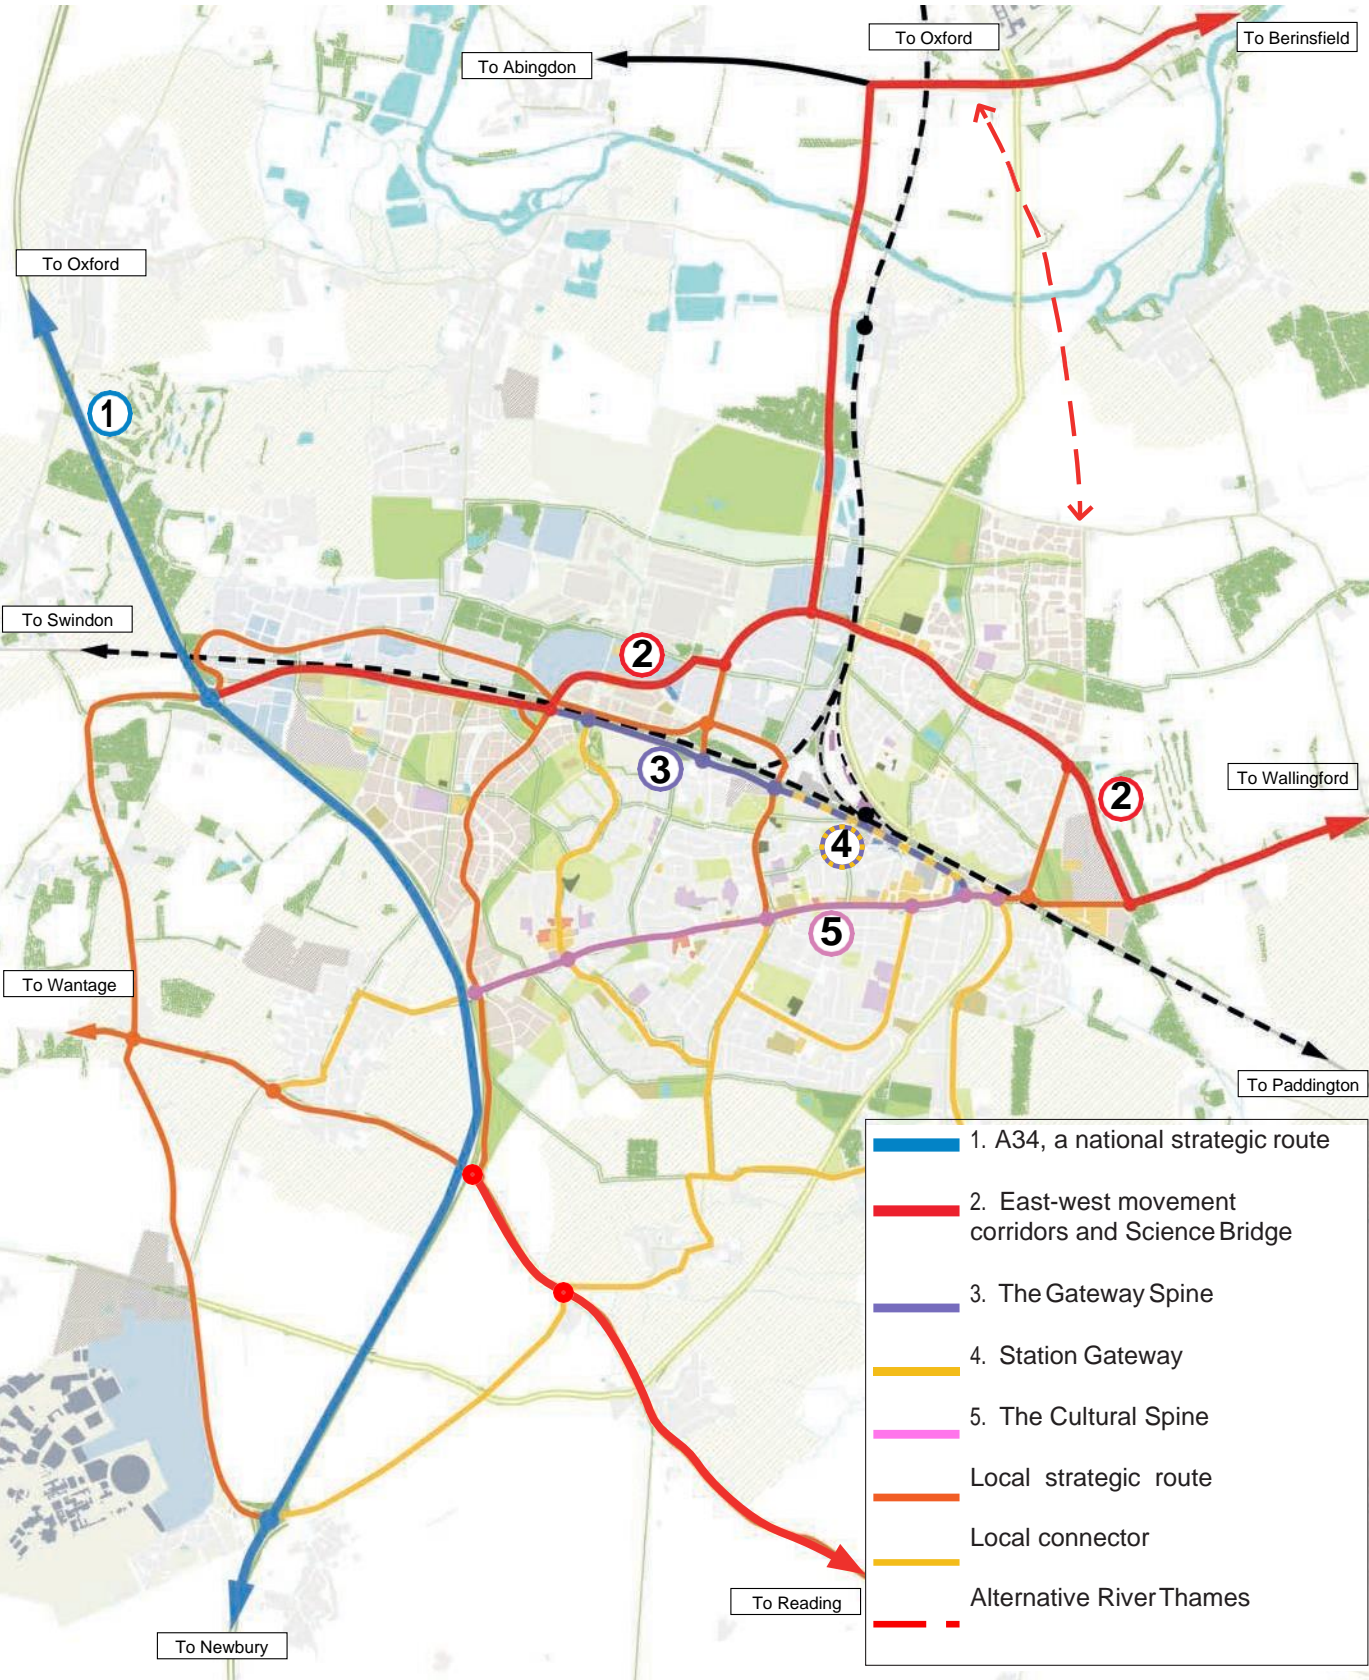 To Oxford
To Berinsfield
To Abingdon
To Oxford
1
To Swindon
2
3
To Wallingford
2
4
5
To Wantage
To Paddington
1. A34, a national strategic route
2. East-west movement
corridors and Science Bridge
3. The Gateway Spine
4. Station Gateway
5. The Cultural Spine
Local strategic route
Local connector
Alternative River Thames
To Reading
To Newbury